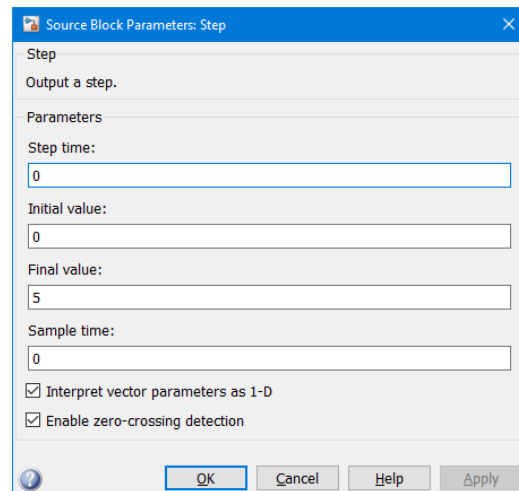 Source Block Parameters: Step
Step
Output a step.
Parameters
Step time:
0
Initial value:
0
Final value:
5
Sample time:
0
Interpret vector parameters as 1-D
Enable zero-crossing detection
OK Cancel Help Apply